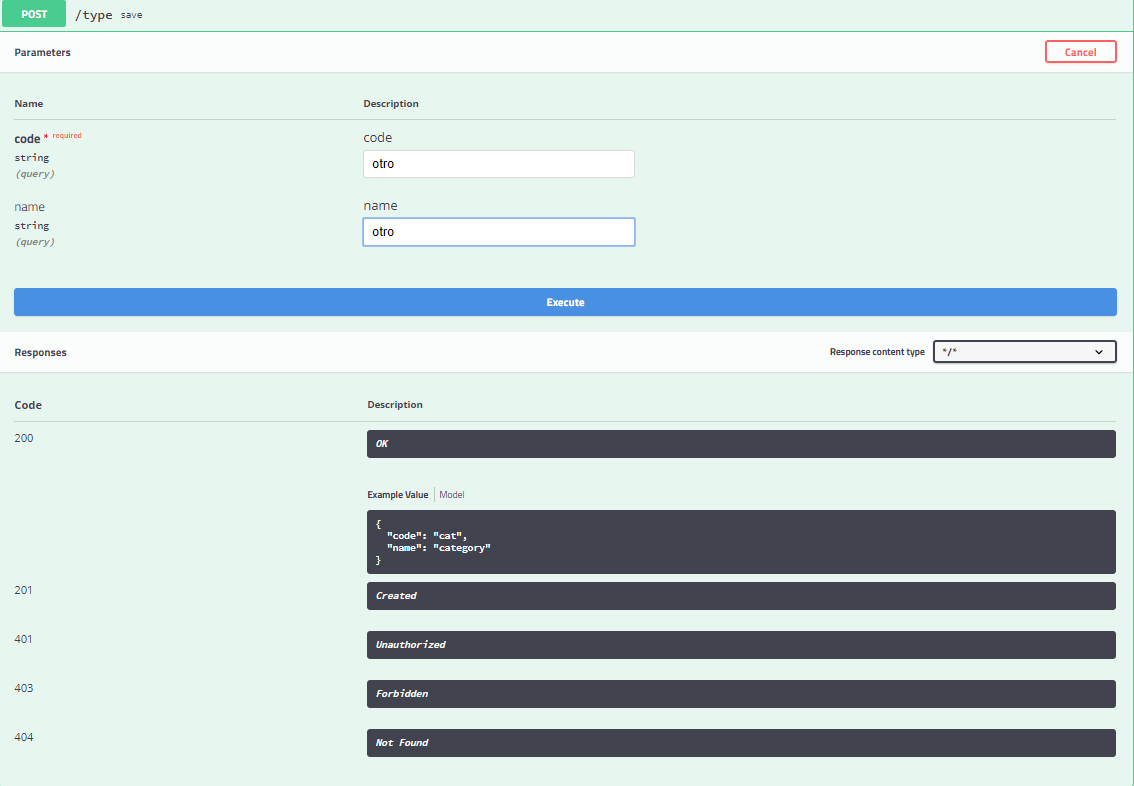 POST /type save
Parameters Cancel
Name Description
code * required code
string otro
(query)
name name
string otro
(query)
Execute
Responses Response content type */*
Code Description
200 OK
Example Value Model
{
"code": "cat",
"name": "category"
}
201 Created
401 Unauthorized
403 Forbidden
404 Not Found